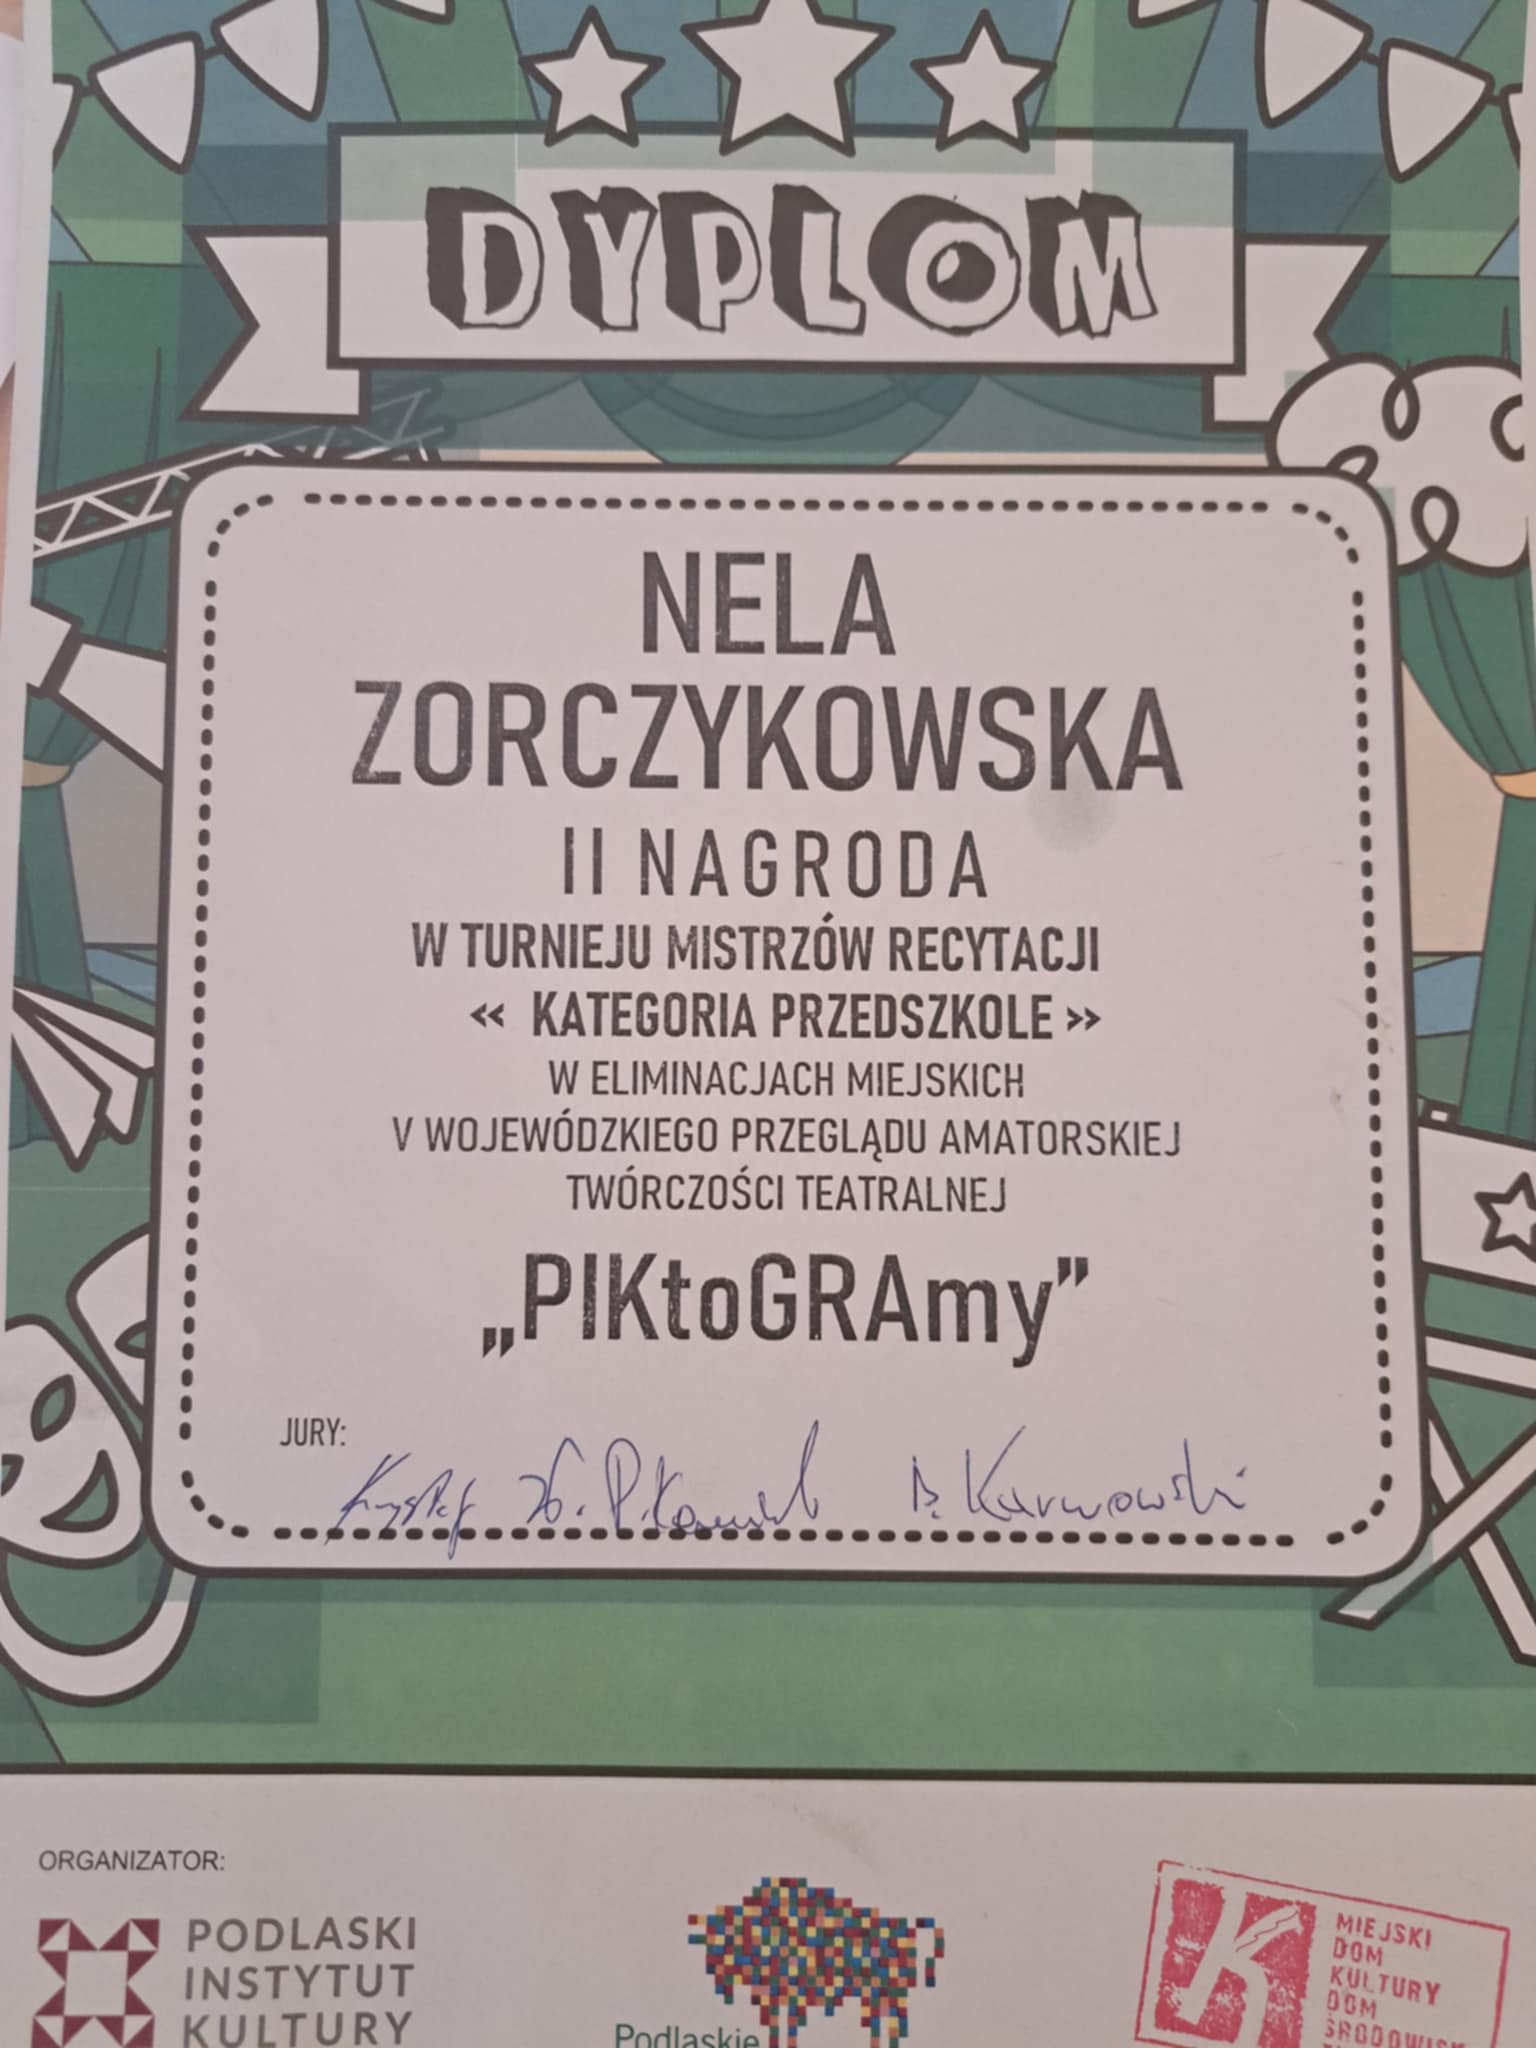 DYPLOM
NELA
ZORCZYKOWSKA
II NAGRODA
W TURNIEJU MISTRZÓW RECYTACJI
« KATEGORIA PRZEDSZKOLE »
W ELIMINACJACH MIEJSKICH
V WOJEWÓDZKIEGO PRZEGLĄDU AMATORSKIEJ
TWÓRCZOŚCI TEATRALNEJ
„PIKtoGRAmy”
JURY:
B. Karwowski
ORGANIZATOR:
PODLASKI
INSTYTUT
KULTURY
Podlaskie
MIEJSKI
DOM
KULTURY
DOM